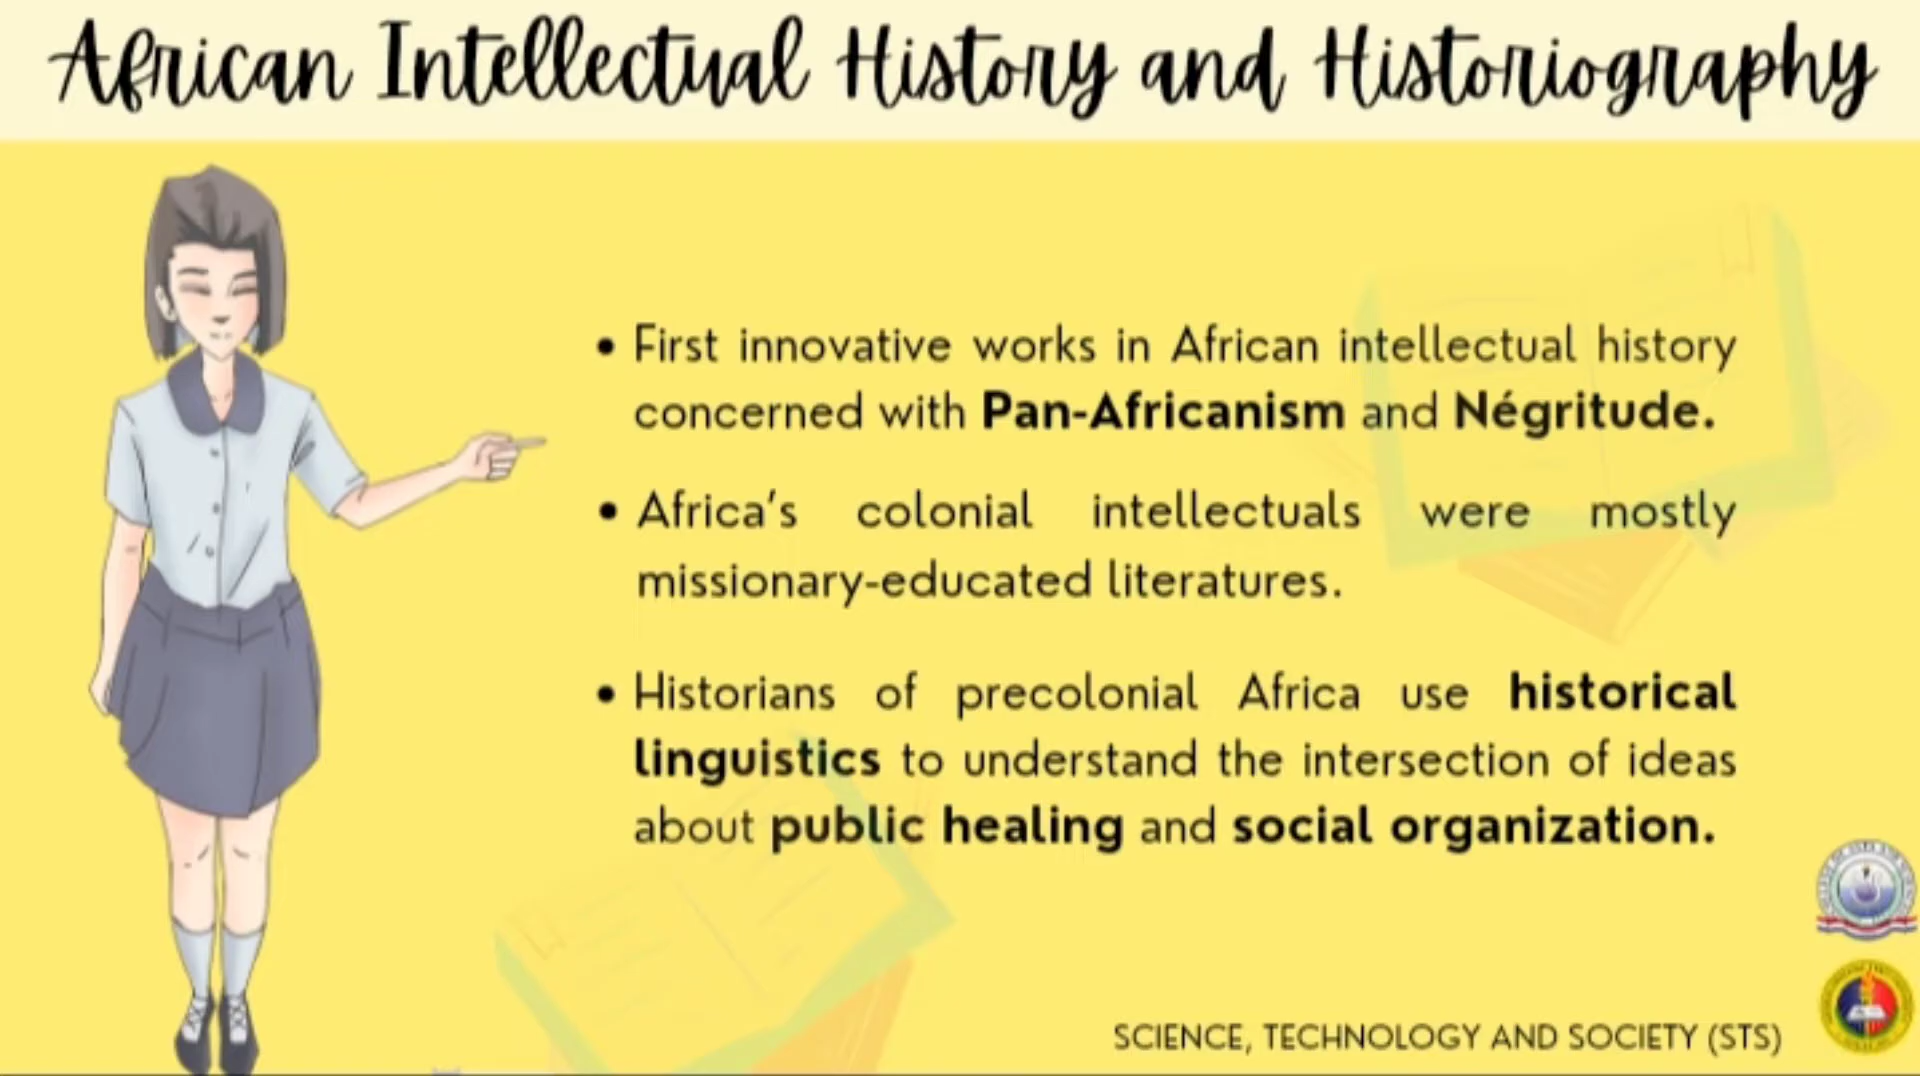 African Intellectual History and Historiography
• First innovative works in African intellectual history
concerned with Pan-Africanism and Négritude.
• Africa's colonial intellectuals were mostly
missionary-educated literatures.
• Historians of precolonial Africa use historical
linguistics to understand the intersection of ideas
about public healing and social organization.
SCIENCE, TECHNOLOGY AND SOCIETY (STS)